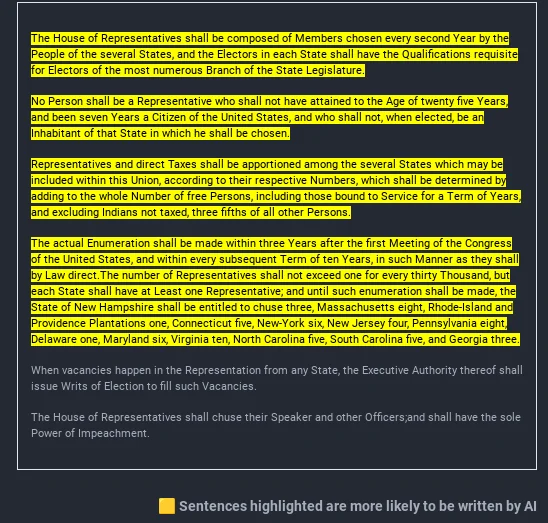 The House of Representatives shall be composed of Members chosen every second Year by the
People of the several States, and the Electors in each State shall have the Qualifications requisite
for Electors of the most numerous Branch of the State Legislature.
No Person shall be a Representative who shall not have attained to the Age of twenty five Years,
and been seven Years a Citizen of the United States, and who shall not, when elected, be an
Inhabitant of that State in which he shall be chosen.
Representatives and direct Taxes shall be apportioned among the several States which may be
included within this Union, according to their respective Numbers, which shall be determined by
adding to the whole Number of free Persons, including those bound to Service for a Term of Years,
and excluding Indians not taxed, three fifths of all other Persons.
The actual Enumeration shall be made within three Years after the first Meeting of the Congress
of the United States, and within every subsequent Term of ten Years, in such Manner as they shall
by Law direct.The number of Representatives shall not exceed one for every thirty Thousand, but
each State shall have at Least one Representative; and until such enumeration shall be made, the
State of New Hampshire shall be entitled to chuse three, Massachusetts eight, Rhode-Island and
Providence Plantations one, Connecticut five, New-York six, New Jersey four, Pennsylvania eight,
Delaware one, Maryland six, Virginia ten, North Carolina five, South Carolina five, and Georgia three.
When vacancies happen in the Representation from any State, the Executive Authority thereof shall
issue Writs of Election to fill such Vacancies.
The House of Representatives shall chuse their Speaker and other Officers;and shall have the sole
Power of Impeachment.
Sentences highlighted are more likely to be written by AI